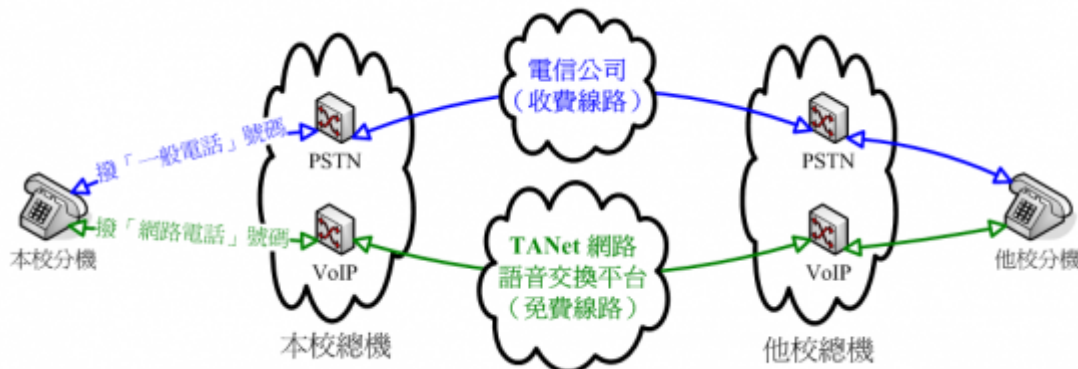 電信公司
（收費線路）
撥「一般電話」號碼
PSTN
PSTN
撥「網路電話」號碼
本校分機
VoIP
TANet 網路
語音交換平台
（免費線路）
VoIP
他校分機
本校總機
他校總機